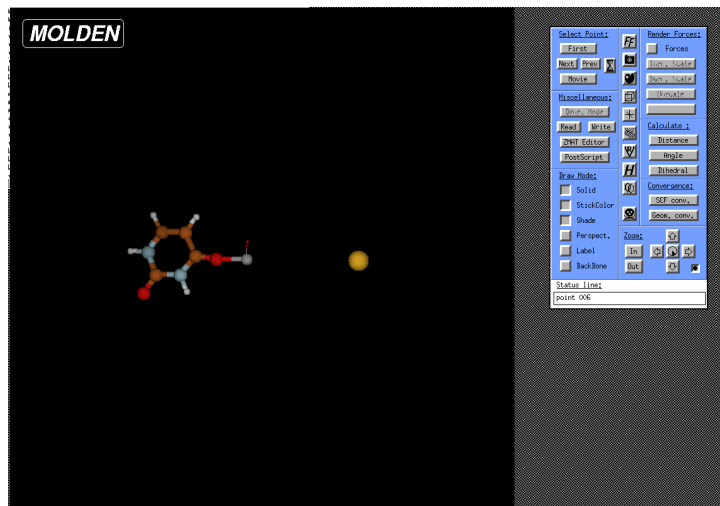 MOLDEN
Select Point:
First
Next Prev
Movie
Miscellaneous:
Read Write
ZMAT Editor
PostScript
Draw Mode:
Solid
StickColor
Shade
Perspect.
Label
BackBone
FF
H
Render Forces:
Forces
Calculate :
Distance
Angle
Dihedral
Convergence:
SCF conv.
Geom. conv.
Zoom:
In
Out
Status line:
point 006